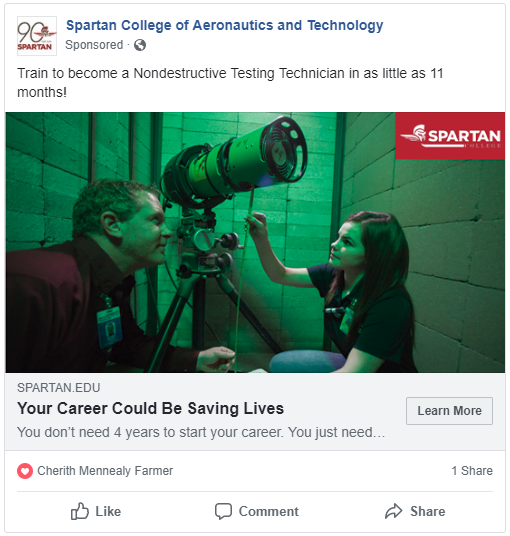 90
SPARTAN
Spartan College of Aeronautics and Technology
Sponsored ·
Train to become a Nondestructive Testing Technician in as little as 11
months!
SPARTAN
COLLEGE
SPARTAN.EDU
Your Career Could Be Saving Lives
You don’t need 4 years to start your career. You just need…
Learn More
Cherith Mennealy Farmer
1 Share
Like
Comment
Share